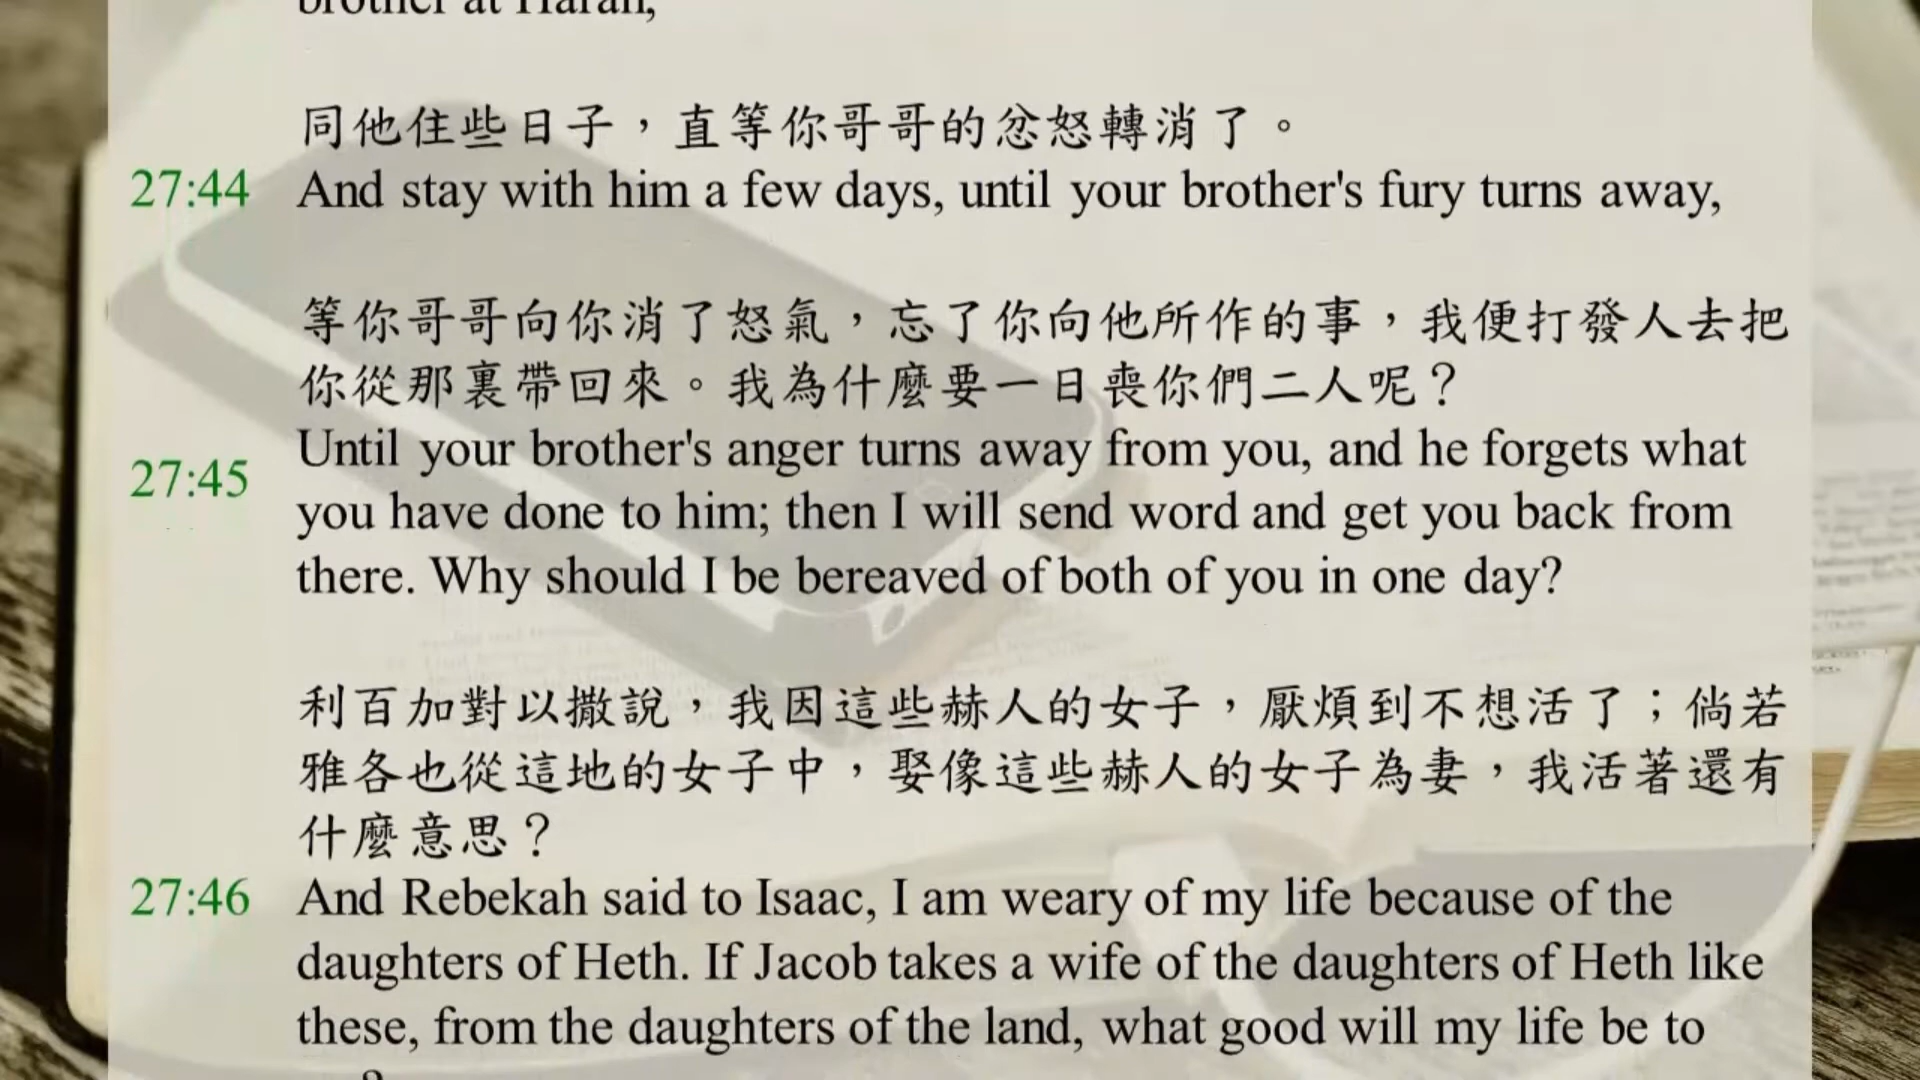 brother at Haran,
同他住些日子，直等你哥哥的忿怒轉消了。
27:44 And stay with him a few days, until your brother's fury turns away,
等你哥哥向你消了怒氣，忘了你向他所作的事，我便打發人去把
你從那裏帶回來。我為什麼要一日喪你們二人呢？
27:45 Until your brother's anger turns away from you, and he forgets what
you have done to him; then I will send word and get you back from
there. Why should I be bereaved of both of you in one day?
利百加對以撒說，我因這些赫人的女子，厭煩到不想活了；倘若
雅各也從這地的女子中，娶像這些赫人的女子為妻，我活著還有
什麼意思？
27:46 And Rebekah said to Isaac, I am weary of my life because of the
daughters of Heth. If Jacob takes a wife of the daughters of Heth like
these, from the daughters of the land, what good will my life be to